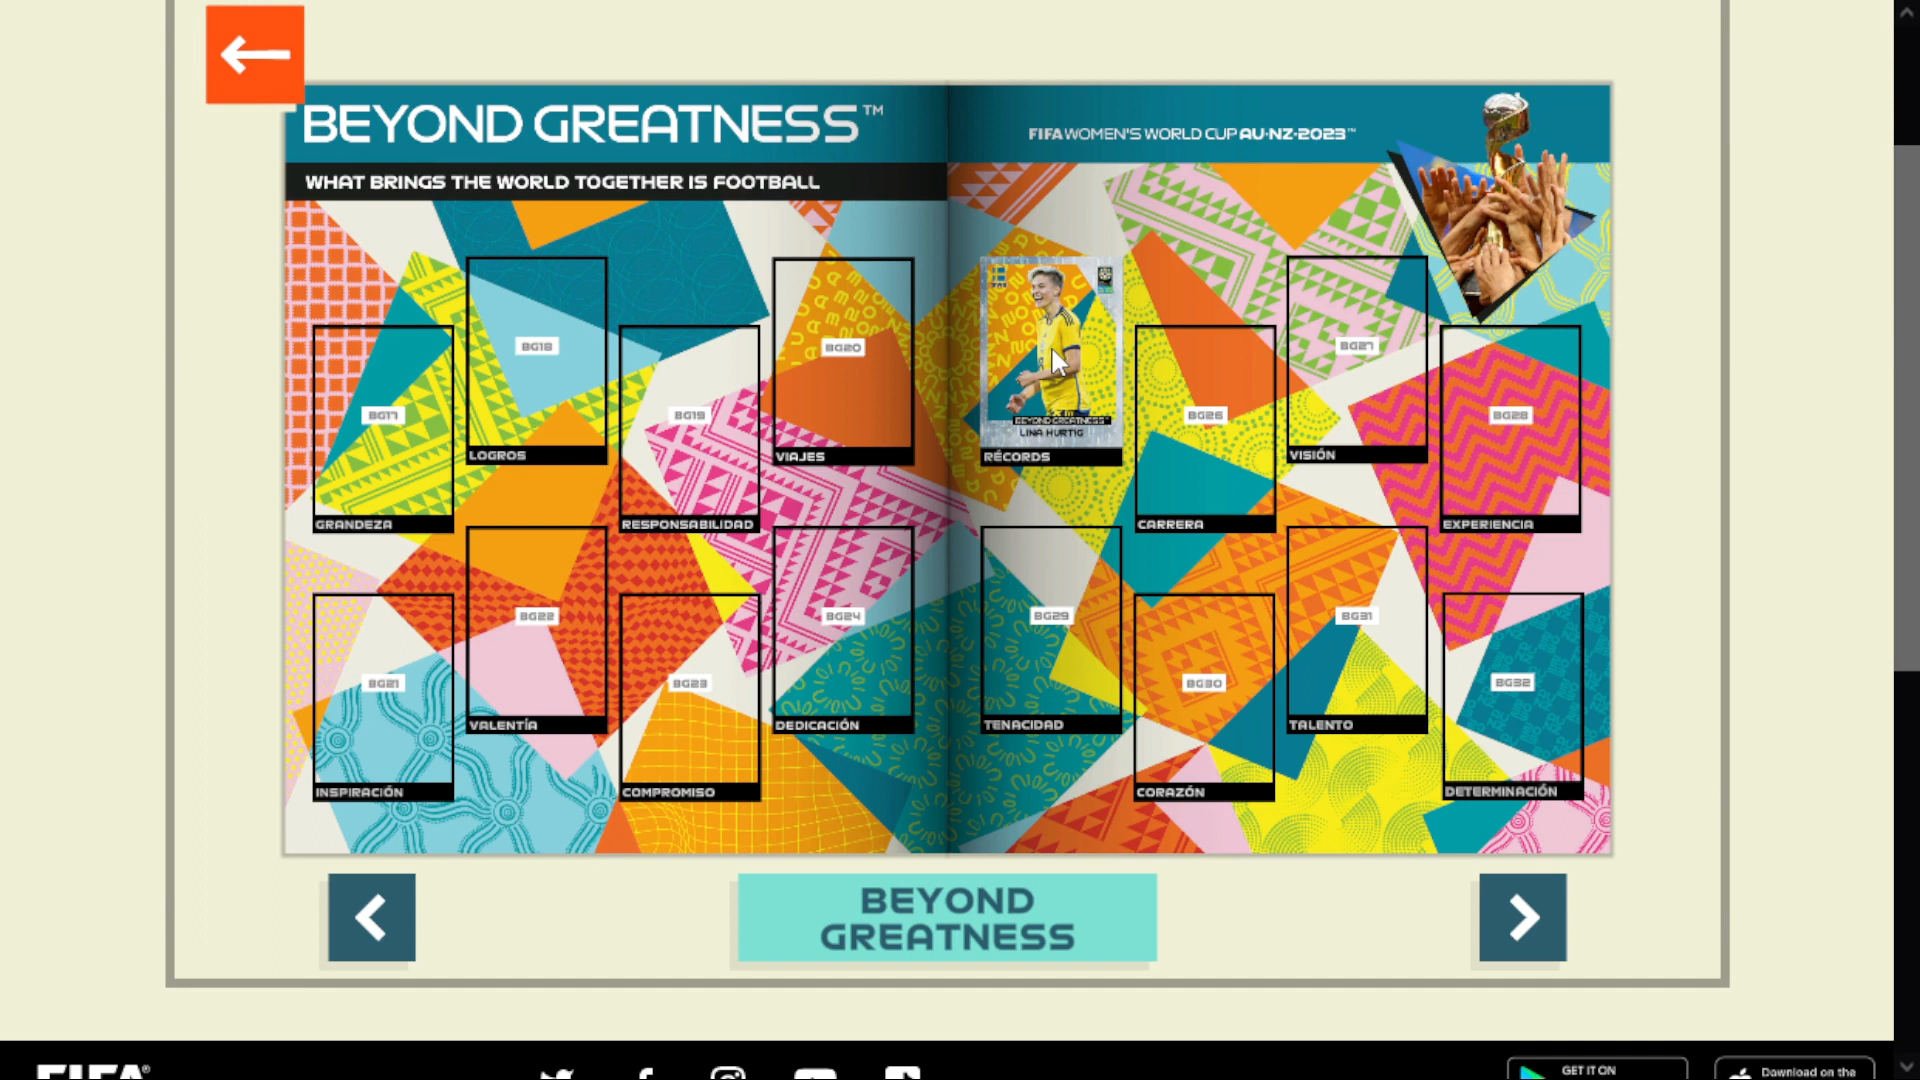 BEYOND GREATNESS™
FIFA WOMEN'S WORLD CUP AU·NZ·2023™
WHAT BRINGS THE WORLD TOGETHER IS FOOTBALL
BG17
GRANDEZA
BG18
LOGROS
BG19
RESPONSABILIDAD
BG20
VIAJES
BEYOND GREATNESS™
LINA HURTIG
RÉCORDS
BG26
CARRERA
BG27
VISIÓN
BG28
EXPERIENCIA
BG21
INSPIRACIÓN
BG22
VALENTÍA
BG23
COMPROMISO
BG24
DEDICACIÓN
BG29
TENACIDAD
BG30
CORAZÓN
BG31
TALENTO
BG32
DETERMINACIÓN
BEYOND
GREATNESS
FIFA®
GET IT ON
Download on the